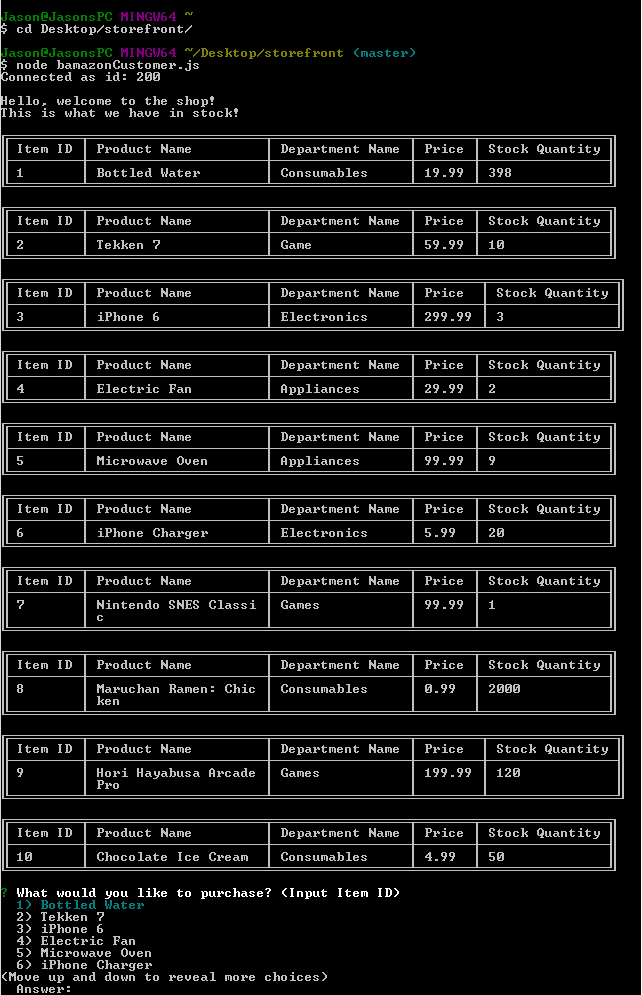 Jason@JasonsPC MINGW64 ~
$ cd Desktop/storefront/
Jason@JasonsPC MINGW64 ~/Desktop/storefront (master)
$ node bamazonCustomer.js
Connected as id: 200
Hello, welcome to the shop!
This is what we have in stock!
Item ID Product Name Department Name Price Stock Quantity
1 Bottled Water Consumables 19.99 398
Item ID Product Name Department Name Price Stock Quantity
2 Tekken 7 Game 59.99 10
Item ID Product Name Department Name Price Stock Quantity
3 iPhone 6 Electronics 299.99 3
Item ID Product Name Department Name Price Stock Quantity
4 Electric Fan Appliances 29.99 2
Item ID Product Name Department Name Price Stock Quantity
5 Microwave Oven Appliances 99.99 9
Item ID Product Name Department Name Price Stock Quantity
6 iPhone Charger Electronics 5.99 20
Item ID Product Name Department Name Price Stock Quantity
7 Nintendo SNES Classi Games 99.99 1
c
Item ID Product Name Department Name Price Stock Quantity
8 Maruchan Ramen: Chic Consumables 0.99 2000
ken
Item ID Product Name Department Name Price Stock Quantity
9 Hori Hayabusa Arcade Games 199.99 120
Pro
Item ID Product Name Department Name Price Stock Quantity
10 Chocolate Ice Cream Consumables 4.99 50
? What would you like to purchase? (Input Item ID)
1) Bottled Water
2) Tekken 7
3) iPhone 6
4) Electric Fan
5) Microwave Oven
6) iPhone Charger
(Move up and down to reveal more choices)
Answer: